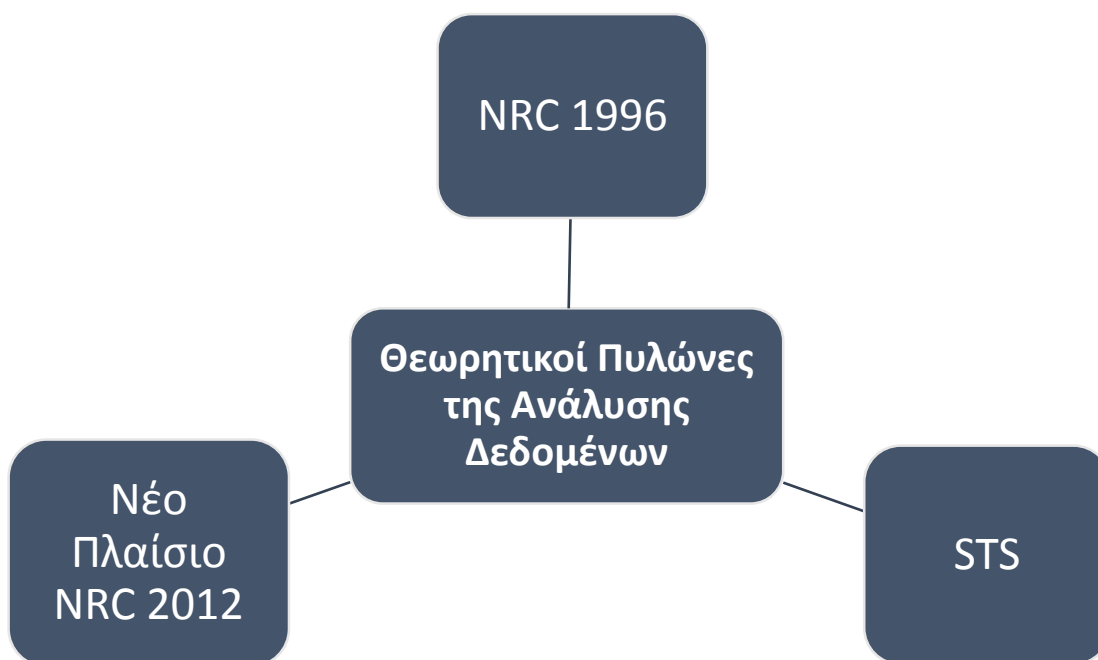 NRC 1996
Θεωρητικοί Πυλώνες
της Ανάλυσης
Δεδομένων
Νέο
Πλαίσιο
NRC 2012
STS